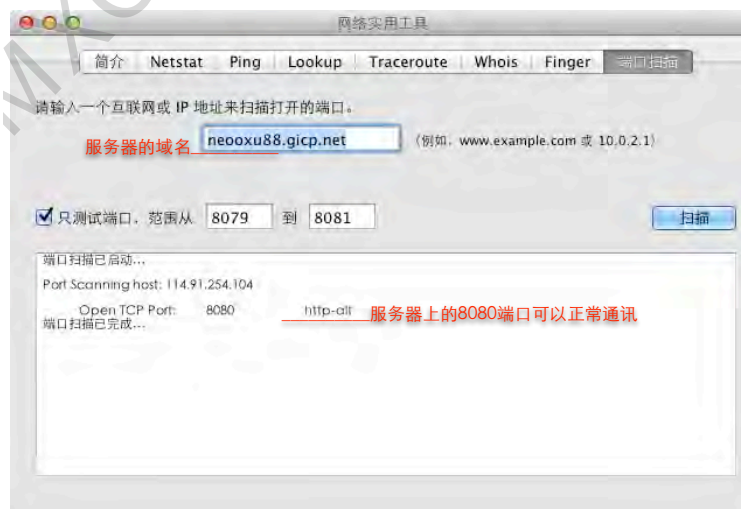 网络实用工具
简介 Netstat Ping Lookup Traceroute Whois Finger 端口扫描
请输入一个互联网或 IP 地址来扫描打开的端口。
服务器的域名 neooxu88.gicp.net (例如，www.example.com 或 10.0.2.1)
只测试端口，范围从 8079 到 8081 扫描
端口扫描已启动...
Port Scanning host: 114.91.254.104
Open TCP Port: 8080 http-alt 服务器上的8080端口可以正常通讯
端口扫描已完成...